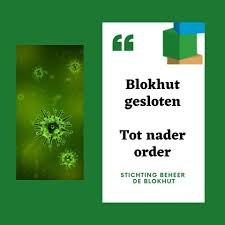 Blokhut
gesloten
Tot nader
order
STICHTING BEHEER
DE BLOKHUT